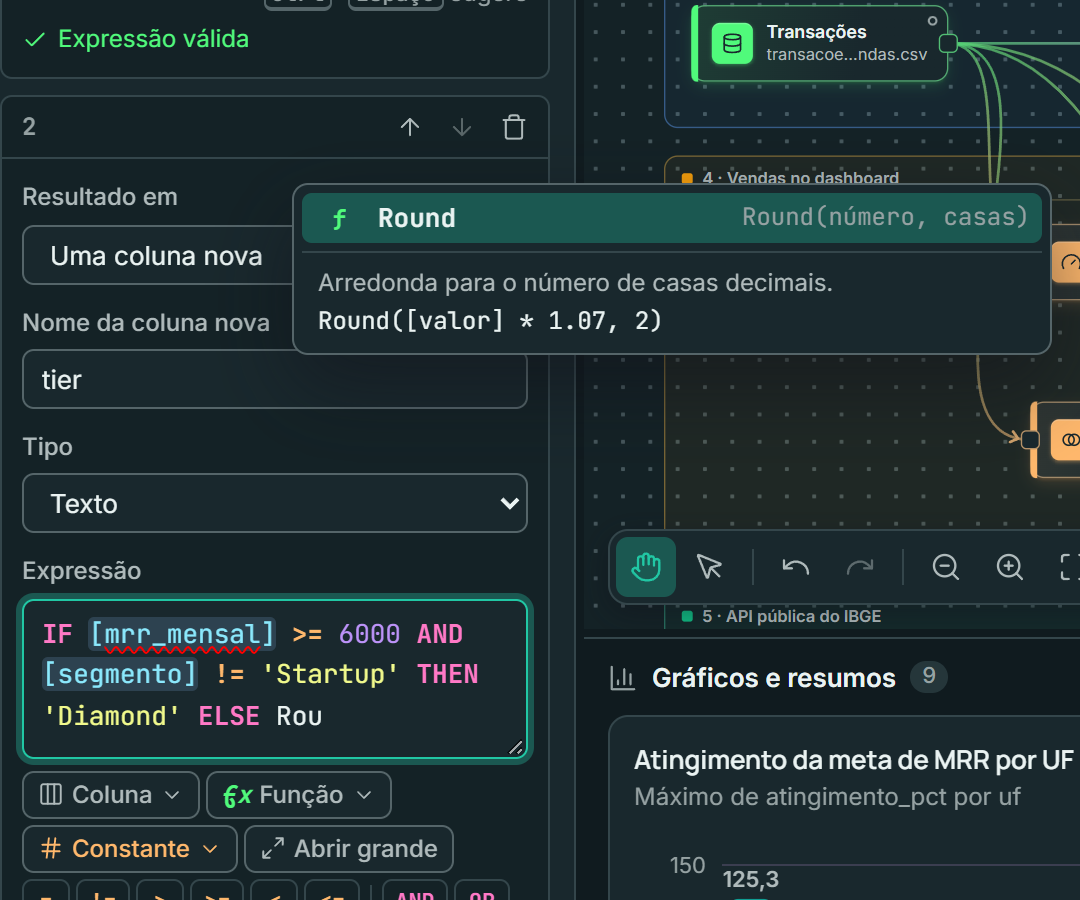 Expressão válida
2
Resultado em
Uma coluna nova
Nome da coluna nova
tier
Tipo
Texto
Expressão
IF [mrr_mensal] >= 6000 AND
[segmento] != 'Startup' THEN
'Diamond' ELSE Rou
Coluna
ƒx Função
# Constante
Abrir grande
ƒ Round Round(número, casas)
Arredonda para o número de casas decimais.
Round([valor] * 1.07, 2)
Transações
transacoe...ndas.csv
4 · Vendas no dashboard
5 · API pública do IBGE
Gráficos e resumos 9
Atingimento da meta de MRR por UF
Máximo de atingimento_pct por uf
150
125,3